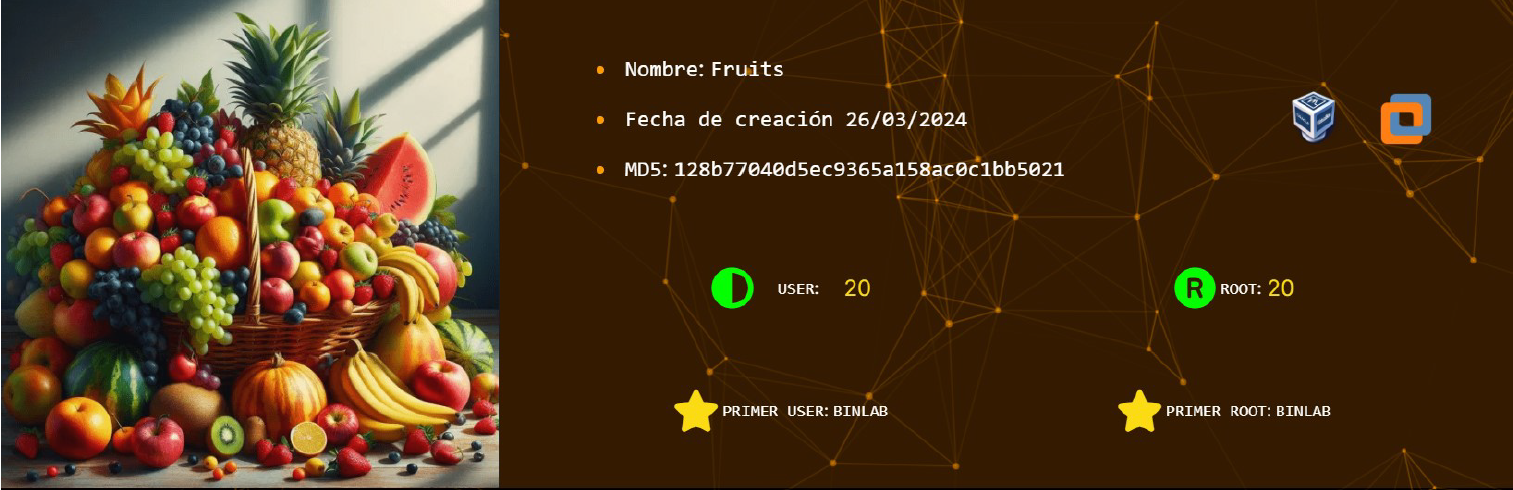 Nombre: Fruits
Fecha de creación 26/03/2024
MD5: 128b77040d5ec9365a158ac0c1bb5021
USER: 20
R ROOT: 20
PRIMER USER: BINLAB
PRIMER ROOT: BINLAB